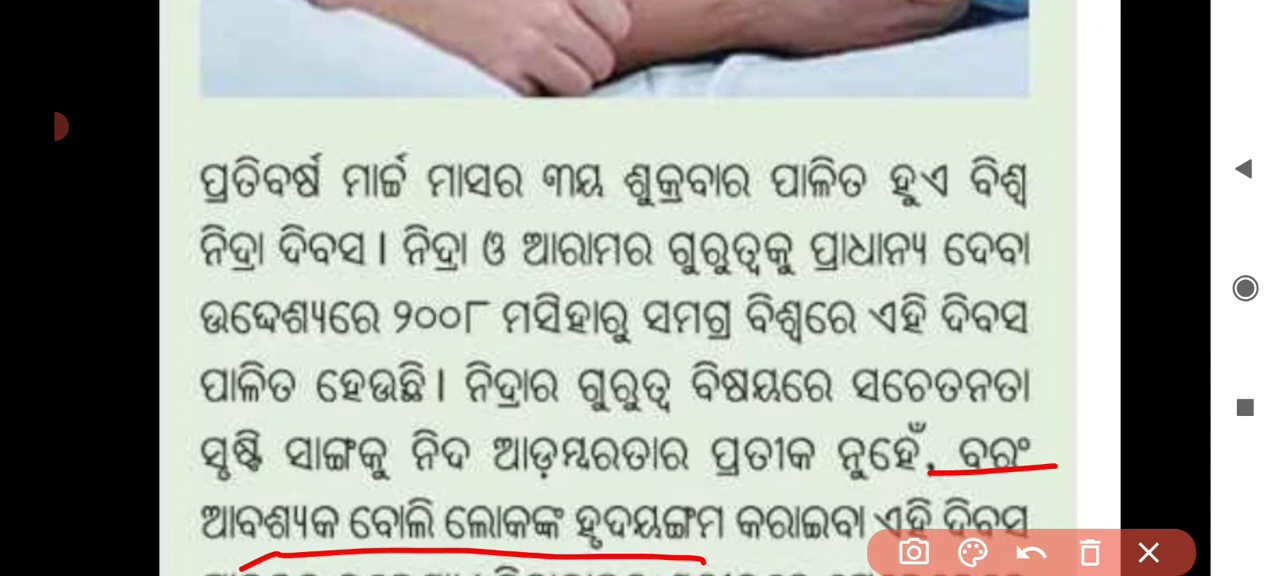 ପ୍ରତିବର୍ଷ ମାର୍ଚ୍ଚ ମାସର ୩ୟ ଶୁକ୍ରବାର ପାଳିତ ହୁଏ ବିଶ୍ୱ
ନିଦ୍ରା ଦିବସ। ନିଦ୍ରା ଓ ଆରାମର ଗୁରୁତ୍ୱକୁ ପ୍ରାଧାନ୍ୟ ଦେବା
ଉଦ୍ଦେଶ୍ୟରେ ୨୦୦୮ ମସିହାରୁ ସମଗ୍ର ବିଶ୍ୱରେ ଏହି ଦିବସ
ପାଳିତ ହେଉଛି। ନିଦ୍ରାର ଗୁରୁତ୍ୱ ବିଷୟରେ ସଚେତନତା
ସୃଷ୍ଟି ସାଙ୍ଗକୁ ନିଦ ଆଡ଼ମ୍ବରତାର ପ୍ରତୀକ ନୁହେଁ, ବରଂ
ଆବଶ୍ୟକ ବୋଲି ଲୋକଙ୍କ ହୃଦୟଙ୍ଗମ କରାଇବା ଏହି ଦିବସ